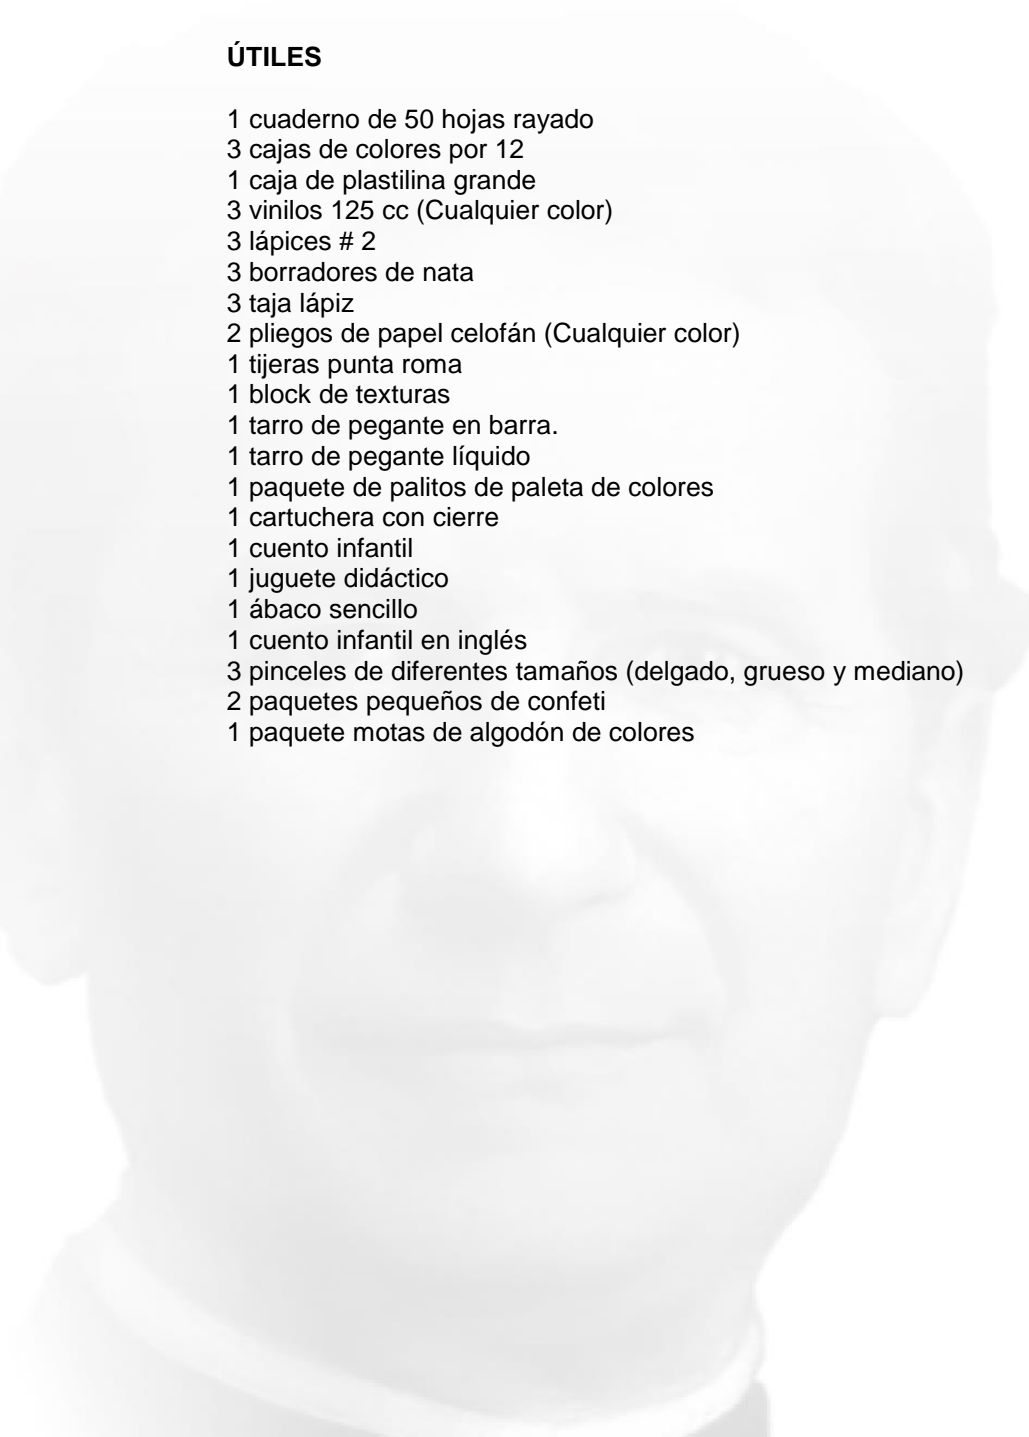 ÚTILES
1 cuaderno de 50 hojas rayado
3 cajas de colores por 12
1 caja de plastilina grande
3 vinilos 125 cc (Cualquier color)
3 lápices # 2
3 borradores de nata
3 taja lápiz
2 pliegos de papel celofán (Cualquier color)
1 tijeras punta roma
1 block de texturas
1 tarro de pegante en barra.
1 tarro de pegante líquido
1 paquete de palitos de paleta de colores
1 cartuchera con cierre
1 cuento infantil
1 juguete didáctico
1 ábaco sencillo
1 cuento infantil en inglés
3 pinceles de diferentes tamaños (delgado, grueso y mediano)
2 paquetes pequeños de confeti
1 paquete motas de algodón de colores